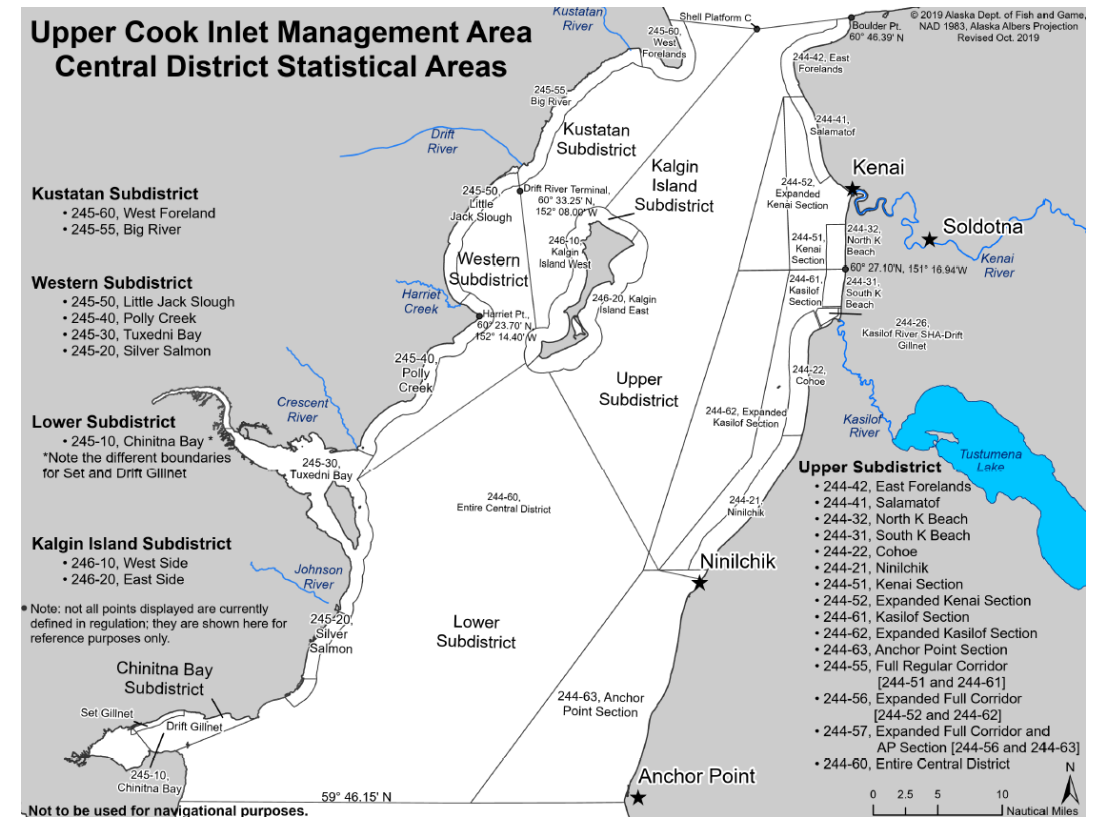 Upper Cook Inlet Management Area
Central District Statistical Areas
© 2019 Alaska Dept. of Fish and Game,
NAD 1983, Alaska Albers Projection
Revised Oct. 2019
Kustatan
River
Shell Platform C
Boulder Pt.
60° 46.39' N
245-60,
West
Forelands
244-42, East
Forelands
245-55,
Big River
244-41,
Salamatof
Drift
River
Kustatan
Subdistrict
Kalgin
Island
Subdistrict
Kenai
Kustatan Subdistrict
• 245-60, West Foreland
• 245-55, Big River
245-50,
Little
Jack Slough
Drift River Terminal,
60° 33.25' N,
152° 08.00' W
244-52,
Expanded
Kenai Section
Soldotna
246-10,
Kalgin
Island West
244-51,
Kenai
Section
244-32,
North K
Beach
Kenai
River
Western
Subdistrict
60° 27.10'N, 151° 16.94'W
Western Subdistrict
• 245-50, Little Jack Slough
• 245-40, Polly Creek
• 245-30, Tuxedni Bay
• 245-20, Silver Salmon
Harriet
Creek
246-20, Kalgin
Island East
244-61,
Kasilof
Section
244-31,
South K
Beach
Harriet Pt.,
60° 23.70' N,
152° 14.40' W
244-26,
Kasilof River SHA-Drift
Gillnet
245-40,
Polly
Creek
244-22,
Cohoe
Upper
Subdistrict
Crescent
River
244-62, Expanded
Kasilof Section
Kasilof
River
Lower Subdistrict
• 245-10, Chinitna Bay *
*Note the different boundaries
for Set and Drift Gillnet
Tustumena
Lake
245-30,
Tuxedni Bay
244-60,
Entire Central District
244-21,
Ninilchik
Upper Subdistrict
• 244-42, East Forelands
• 244-41, Salamatof
• 244-32, North K Beach
• 244-31, South K Beach
• 244-22, Cohoe
• 244-21, Ninilchik
• 244-51, Kenai Section
• 244-52, Expanded Kenai Section
• 244-61, Kasilof Section
• 244-62, Expanded Kasilof Section
• 244-63, Anchor Point Section
• 244-55, Full Regular Corridor
[244-51 and 244-61]
• 244-56, Expanded Full Corridor
[244-52 and 244-62]
• 244-57, Expanded Full Corridor and
AP Section [244-56 and 244-63]
• 244-60, Entire Central District
Kalgin Island Subdistrict
• 246-10, West Side
• 246-20, East Side
Johnson
River
Ninilchik
• Note: not all points displayed are currently
defined in regulation; they are shown here for
reference purposes only.
245-20,
Silver
Salmon
Lower
Subdistrict
Chinitna Bay
Subdistrict
244-63, Anchor
Point Section
Set Gillnet
Drift Gillnet
245-10,
Chinitna Bay
Anchor Point
59° 46.15' N
Not to be used for navigational purposes.
N
0 2.5 5 10
Nautical Miles